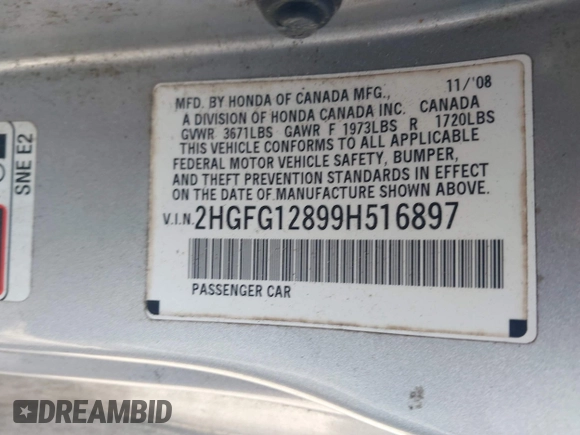 MFD. BY HONDA OF CANADA MFG., 11/'08
A DIVISION OF HONDA CANADA INC. CANADA
GVWR 3671LBS GAWR F 1973LBS R 1720LBS
THIS VEHICLE CONFORMS TO ALL APPLICABLE
FEDERAL MOTOR VEHICLE SAFETY, BUMPER,
AND THEFT PREVENTION STANDARDS IN EFFECT
ON THE DATE OF MANUFACTURE SHOWN ABOVE.
V.I.N. 2HGFG12899H516897
PASSENGER CAR
SNE E2
DREAMBID